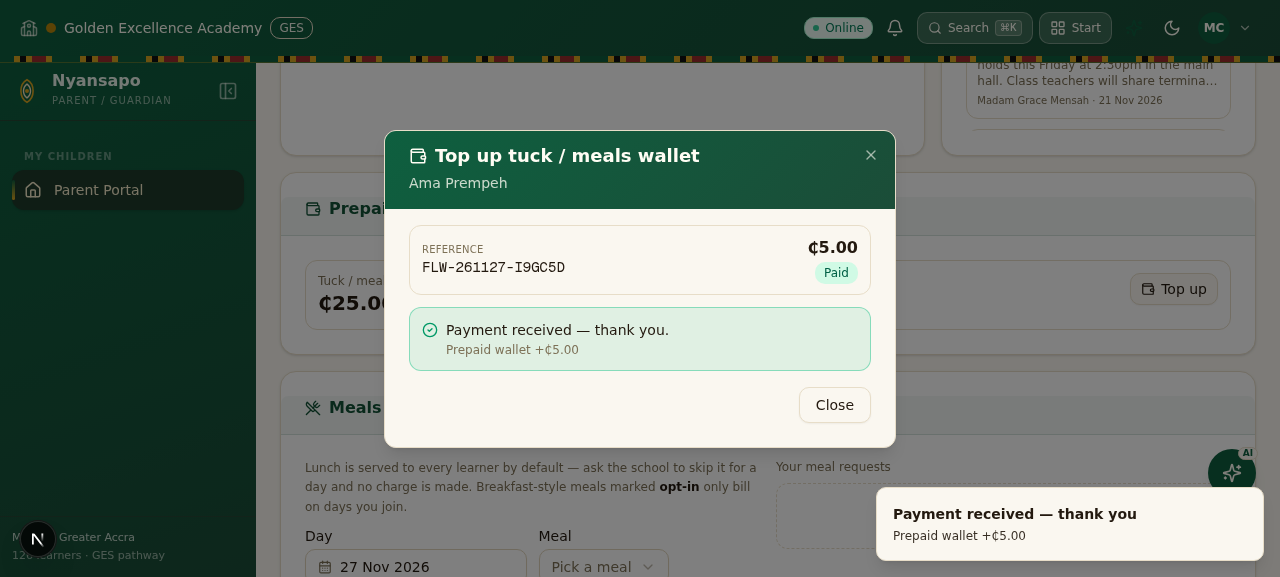 Golden Excellence Academy
GES
Online
Search
⌘K
Start
MC
Nyansapo
PARENT / GUARDIAN
MY CHILDREN
Parent Portal
holds this Friday at 2:30pm in the main
hall. Class teachers will share termina…
Madam Grace Mensah · 21 Nov 2026
Top up tuck / meals wallet
Ama Prempeh
REFERENCE
FLW-261127-I9GC5D
₵5.00
Paid
Payment received — thank you.
Prepaid wallet +₵5.00
Close
Top up
Meals
Lunch is served to every learner by default — ask the school to skip it for a
day and no charge is made. Breakfast-style meals marked opt-in only bill
on days you join.
Day
27 Nov 2026
Meal
Pick a meal
Your meal requests
AI
Payment received — thank you
Prepaid wallet +₵5.00
Greater Accra
GES pathway
N